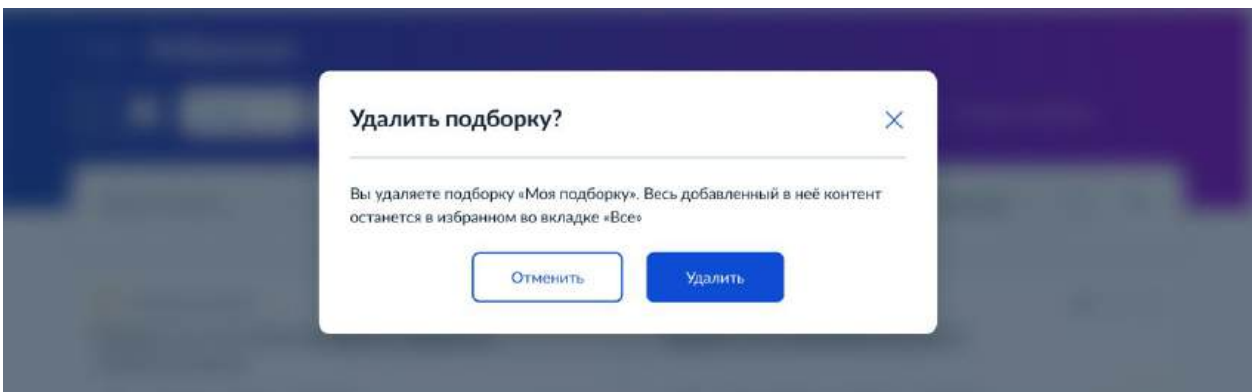 Удалить подборку?
Вы удаляете подборку «Моя подборку». Весь добавленный в неё контент
останется в избранном во вкладке «Все»
Отменить
Удалить